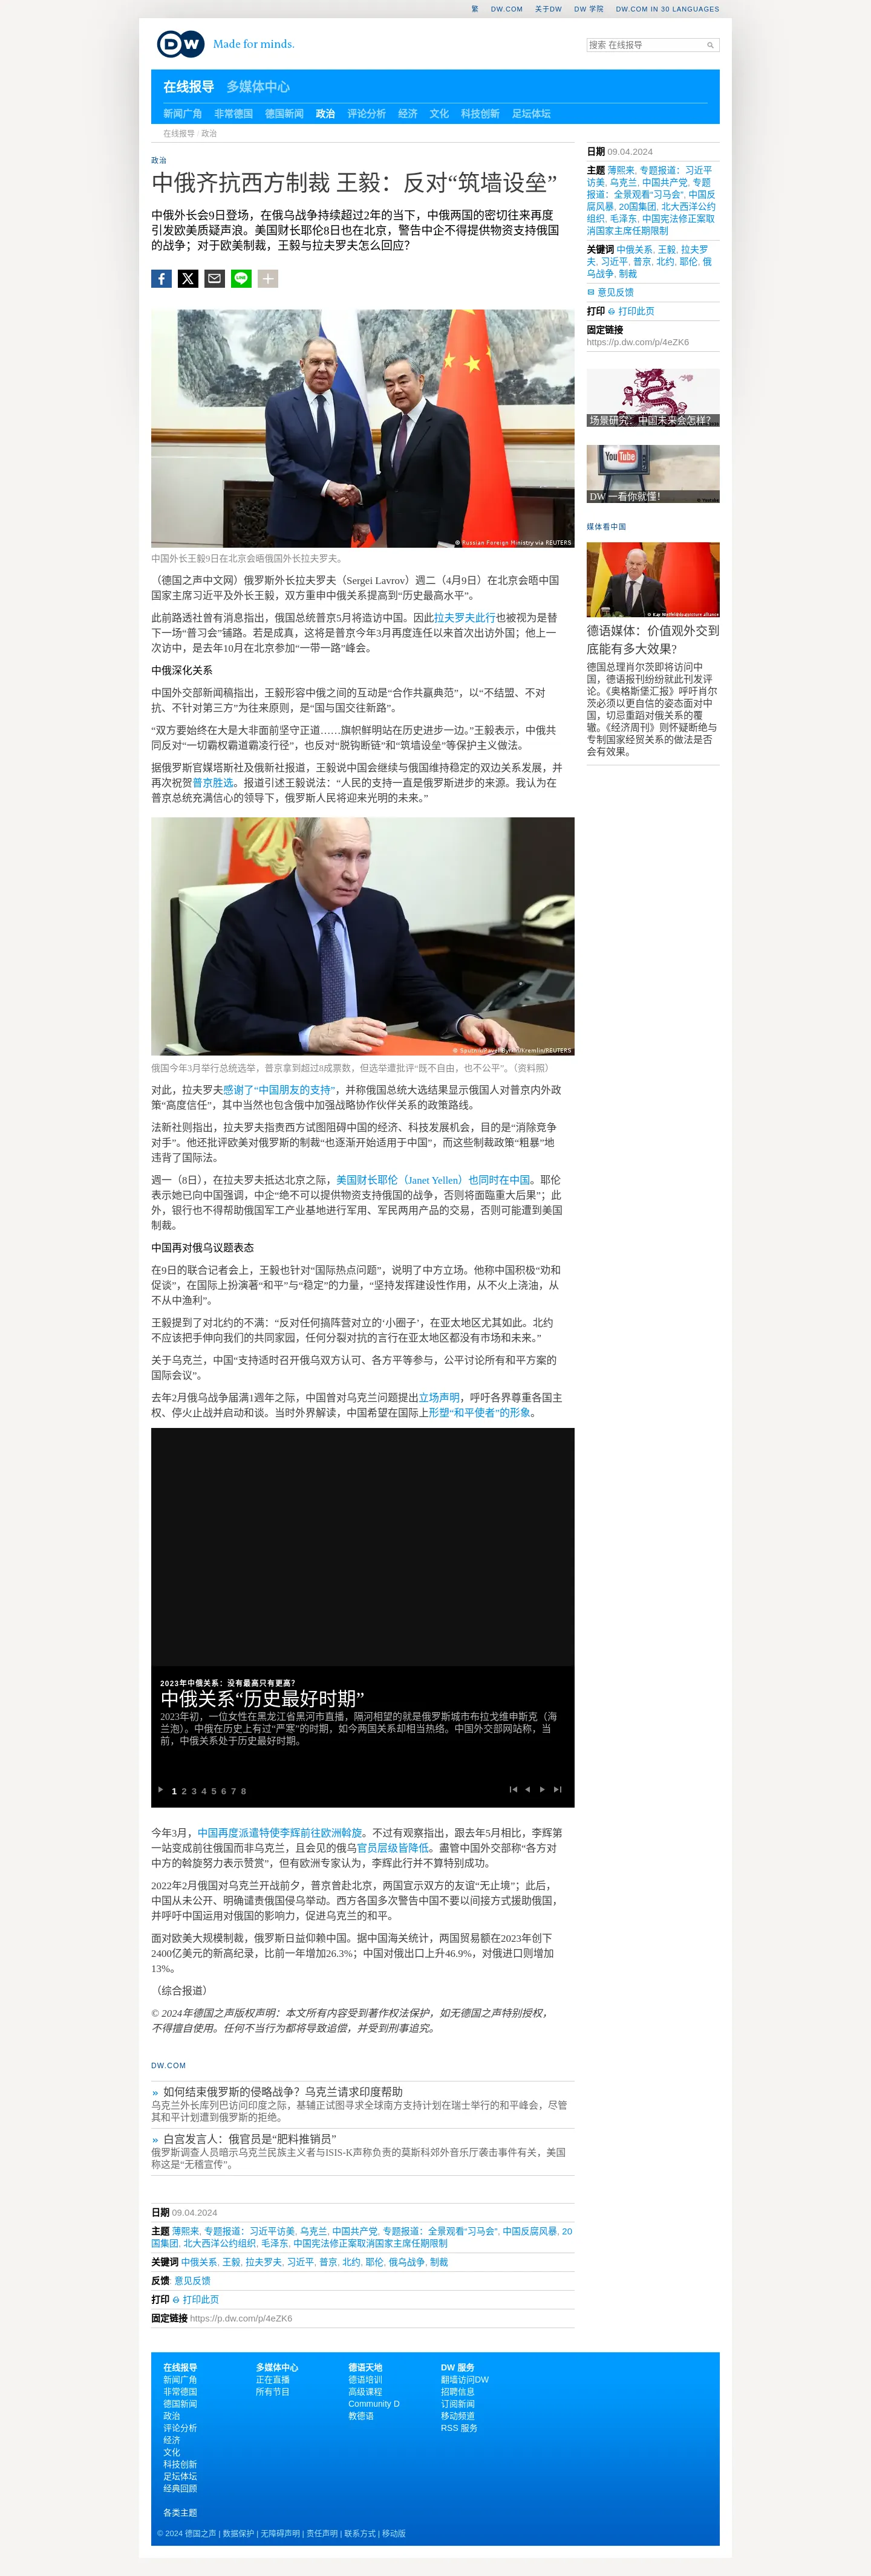 繁 DW.COM 关于DW DW 学院 DW.COM IN 30 LANGUAGES
DW Made for minds.
搜索 在线报导
在线报导 多媒体中心
新闻广角 非常德国 德国新闻 政治 评论分析 经济 文化 科技创新 足坛体坛
在线报导 / 政治
政治
中俄齐抗西方制裁 王毅：反对“筑墙设垒”
中俄外长会9日登场，在俄乌战争持续超过2年的当下，中俄两国的密切往来再度
引发欧美质疑声浪。美国财长耶伦8日也在北京，警告中企不得提供物资支持俄国
的战争；对于欧美制裁，王毅与拉夫罗夫怎么回应？
© Russian Foreign Ministry via REUTERS
中国外长王毅9日在北京会晤俄国外长拉夫罗夫。
（德国之声中文网）俄罗斯外长拉夫罗夫（Sergei Lavrov）週二（4月9日）在北京会晤中国
国家主席习近平及外长王毅，双方重申中俄关系提高到“历史最高水平”。
此前路透社曾有消息指出，俄国总统普京5月将造访中国。因此拉夫罗夫此行也被视为是替
下一场“普习会”铺路。若是成真，这将是普京今年3月再度连任以来首次出访外国；他上一
次访中，是去年10月在北京参加“一带一路”峰会。
中俄深化关系
中国外交部新闻稿指出，王毅形容中俄之间的互动是“合作共赢典范”，以“不结盟、不对
抗、不针对第三方”为往来原则，是“国与国交往新路”。
“双方要始终在大是大非面前坚守正道……旗帜鲜明站在历史进步一边。”王毅表示，中俄共
同反对“一切霸权霸道霸凌行径”，也反对“脱钩断链”和“筑墙设垒”等保护主义做法。
据俄罗斯官媒塔斯社及俄新社报道，王毅说中国会继续与俄国维持稳定的双边关系发展，并
再次祝贺普京胜选。报道引述王毅说法：“人民的支持一直是俄罗斯进步的来源。我认为在
普京总统充满信心的领导下，俄罗斯人民将迎来光明的未来。”
俄国今年3月举行总统选举，普京拿到超过8成票数，但选举遭批评“既不自由，也不公平”。（资料照）
对此，拉夫罗夫感谢了“中国朋友的支持”，并称俄国总统大选结果显示俄国人对普京内外政
策“高度信任”，其中当然也包含俄中加强战略协作伙伴关系的政策路线。
法新社则指出，拉夫罗夫指责西方试图阻碍中国的经济、科技发展机会，目的是“消除竞争
对手”。他还批评欧美对俄罗斯的制裁“也逐渐开始适用于中国”，而这些制裁政策“粗暴”地
违背了国际法。
週一（8日），在拉夫罗夫抵达北京之际，美国财长耶伦（Janet Yellen）也同时在中国。耶伦
表示她已向中国强调，中企“绝不可以提供物资支持俄国的战争，否则将面臨重大后果”；此
外，银行也不得帮助俄国军工产业基地进行军用、军民两用产品的交易，否则可能遭到美国
制裁。
中国再对俄乌议题表态
在9日的联合记者会上，王毅也针对“国际热点问题”，说明了中方立场。他称中国积极“劝和
促谈”，在国际上扮演著“和平”与“稳定”的力量，“坚持发挥建设性作用，从不火上浇油，从
不从中渔利”。
王毅提到了对北约的不满：“反对任何搞阵营对立的‘小圈子’，在亚太地区尤其如此。北约
不应该把手伸向我们的共同家园，任何分裂对抗的言行在亚太地区都没有市场和未来。”
关于乌克兰，中国“支持适时召开俄乌双方认可、各方平等参与，公平讨论所有和平方案的
国际会议”。
去年2月俄乌战争届满1週年之际，中国曾对乌克兰问题提出立场声明，呼吁各界尊重各国主
权、停火止战并启动和谈。当时外界解读，中国希望在国际上形塑“和平使者”的形象。
2023年中俄关系：没有最高只有更高？
中俄关系“历史最好时期”
2023年初，一位女性在黑龙江省黑河市直播，隔河相望的就是俄罗斯城市布拉戈维申斯克（海
兰泡）。中俄在历史上有过“严寒”的时期，如今两国关系却相当热络。中国外交部网站称，当
前，中俄关系处于历史最好时期。
1 2 3 4 5 6 7 8
今年3月，中国再度派遣特使李辉前往欧洲斡旋。不过有观察指出，跟去年5月相比，李辉第
一站变成前往俄国而非乌克兰，且会见的俄乌官员层级皆降低。儘管中国外交部称“各方对
中方的斡旋努力表示赞赏”，但有欧洲专家认为，李辉此行并不算特别成功。
2022年2月俄国对乌克兰开战前夕，普京曾赴北京，两国宣示双方的友谊“无止境”；此后，
中国从未公开、明确谴责俄国侵乌举动。西方各国多次警告中国不要以间接方式援助俄国，
并呼吁中国运用对俄国的影响力，促进乌克兰的和平。
面对欧美大规模制裁，俄罗斯日益仰赖中国。据中国海关统计，两国贸易额在2023年创下
2400亿美元的新高纪录，比前一年增加26.3%；中国对俄出口上升46.9%，对俄进口则增加
13%。
（综合报道）
© 2024年德国之声版权声明：本文所有内容受到著作权法保护，如无德国之声特别授权，
不得擅自使用。任何不当行为都将导致追偿，并受到刑事追究。
DW.COM
» 如何结束俄罗斯的侵略战争？乌克兰请求印度帮助
乌克兰外长库列巴访问印度之际，基辅正试图寻求全球南方支持计划在瑞士举行的和平峰会，尽管
其和平计划遭到俄罗斯的拒绝。
» 白宫发言人：俄官员是“肥料推销员”
俄罗斯调查人员暗示乌克兰民族主义者与ISIS-K声称负责的莫斯科郊外音乐厅袭击事件有关，美国
称这是“无稽宣传”。
日期 09.04.2024
主题 薄熙来, 专题报道：习近平访美, 乌克兰, 中国共产党, 专题报道：全景观看“习马会”, 中国反腐风暴, 20
国集团, 北大西洋公约组织, 毛泽东, 中国宪法修正案取消国家主席任期限制
关键词 中俄关系, 王毅, 拉夫罗夫, 习近平, 普京, 北约, 耶伦, 俄乌战争, 制裁
反馈: 意见反馈
打印 打印此页
固定链接 https://p.dw.com/p/4eZK6
日期 09.04.2024
主题 薄熙来, 专题报道：习近平
访美, 乌克兰, 中国共产党, 专题
报道：全景观看“习马会”, 中国反
腐风暴, 20国集团, 北大西洋公约
组织, 毛泽东, 中国宪法修正案取
消国家主席任期限制
关键词 中俄关系, 王毅, 拉夫罗
夫, 习近平, 普京, 北约, 耶伦, 俄
乌战争, 制裁
意见反馈
打印 打印此页
固定链接
https://p.dw.com/p/4eZK6
场景研究：中国未来会怎样？
YouTube
DW 一看你就懂！
媒体看中国
德语媒体：价值观外交到
底能有多大效果?
德国总理肖尔茨即将访问中
国，德语报刊纷纷就此刊发评
论。《奥格斯堡汇报》呼吁肖尔
茨必须以更自信的姿态面对中
国，切忌重蹈对俄关系的覆
辙。《经济周刊》则怀疑断绝与
专制国家经贸关系的做法是否
会有效果。
在线报导
新闻广角
非常德国
德国新闻
政治
评论分析
经济
文化
科技创新
足坛体坛
经典回顾
各类主题
多媒体中心
正在直播
所有节目
德语天地
德语培训
高级课程
Community D
教德语
DW 服务
翻墙访问DW
招聘信息
订阅新闻
移动频道
RSS 服务
© 2024 德国之声 | 数据保护 | 无障碍声明 | 责任声明 | 联系方式 | 移动版